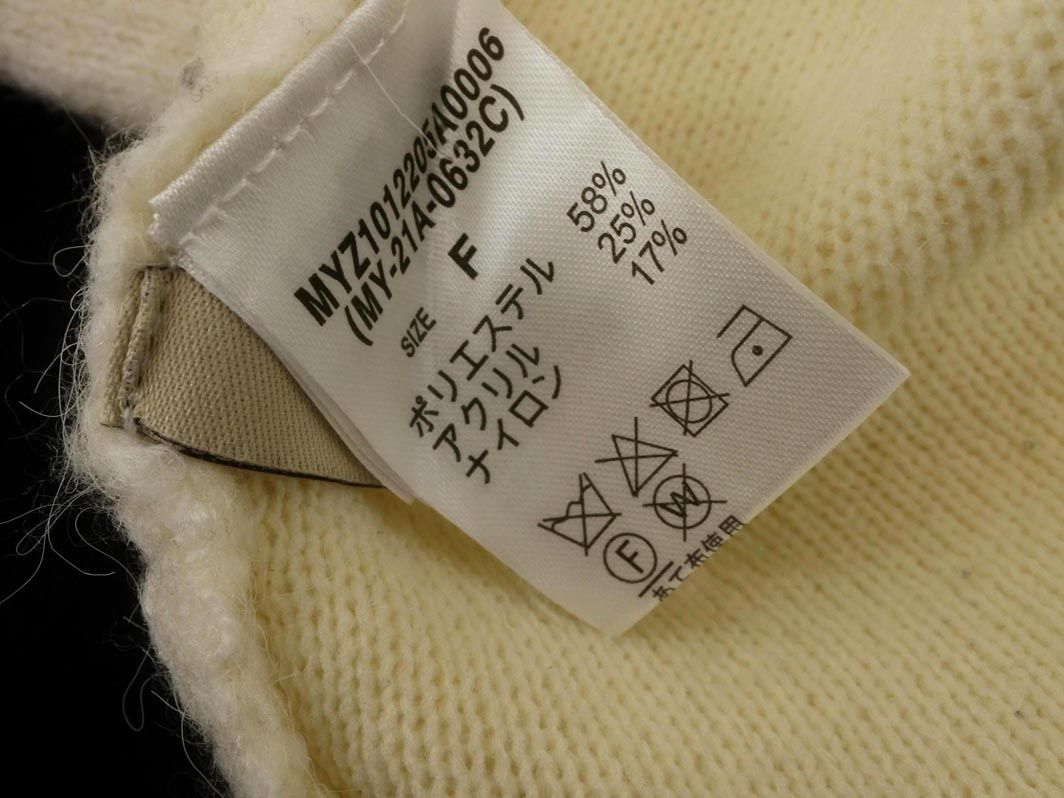 MYZ1012205A0006
(MY-21A-0632C)
SIZE F
ポリエステル 58%
アクリル 25%
ナイロン 17%
F W
あて布使用